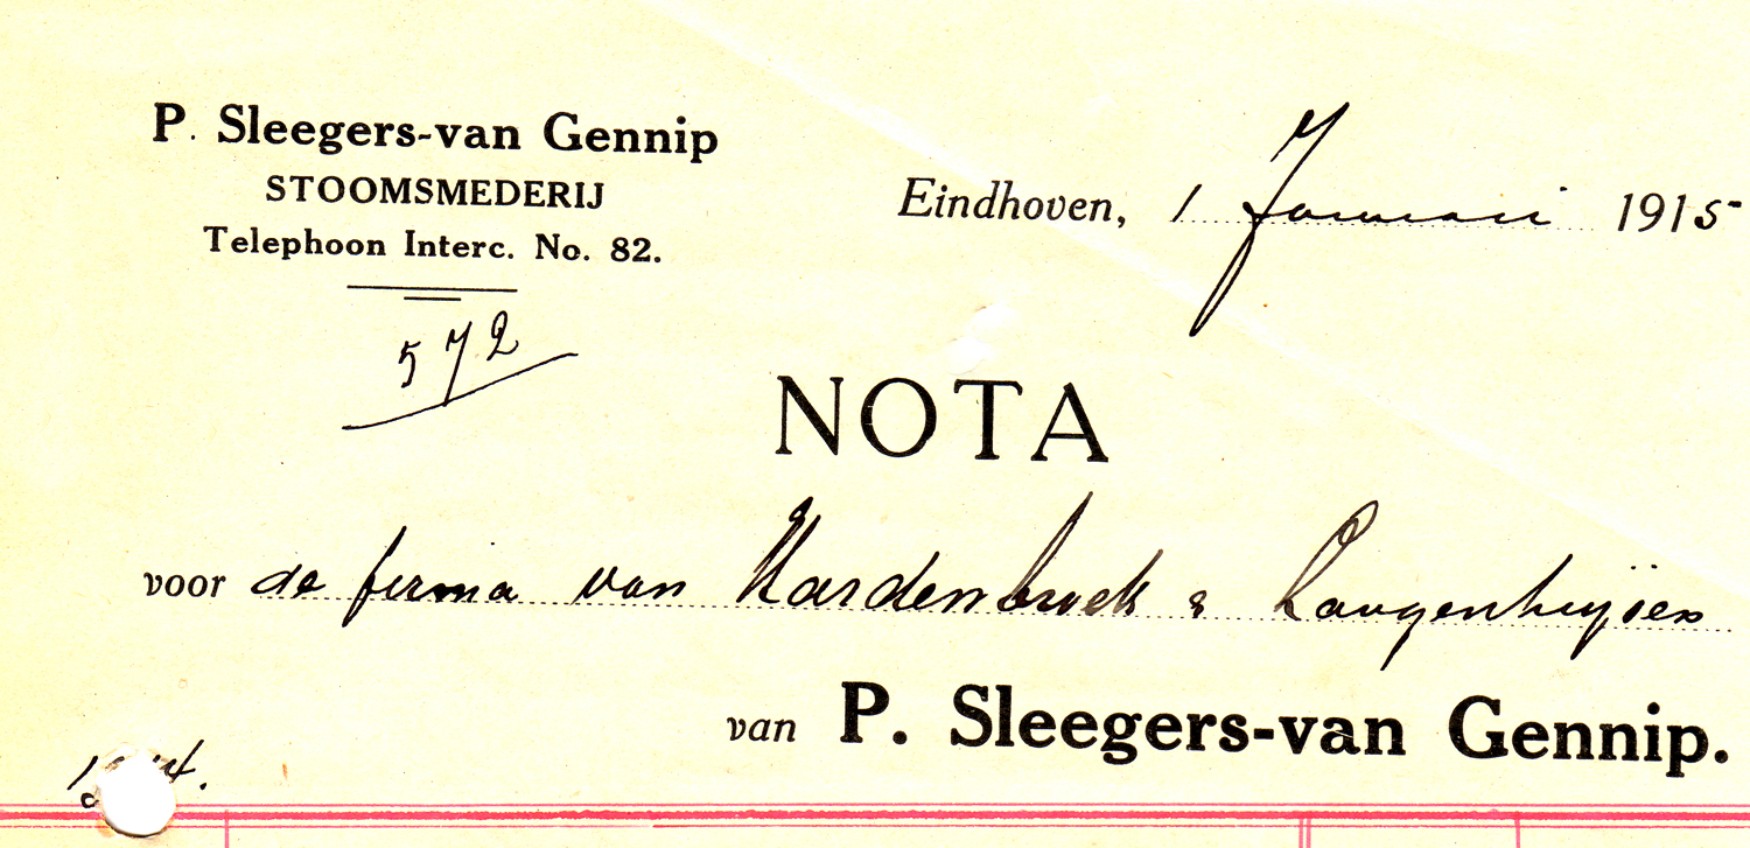 P. Sleegers-van Gennip
STOOMSMEDERIJ
Telephoon Interc. No. 82.
Eindhoven, 1 Januari 1915
572
NOTA
voor de firma van Hardenbroek & Langenhuijsen
van P. Sleegers-van Gennip.